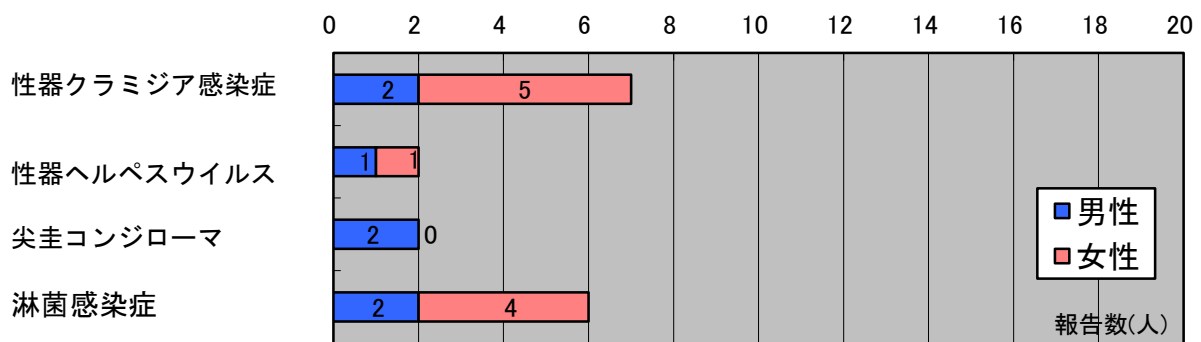 0 2 4 6 8 10 12 14 16 18 20
性器クラミジア感染症 2 5
性器ヘルペスウイルス 1 1
尖圭コンジローマ 2 0
淋菌感染症 2 4
男性
女性
報告数(人)